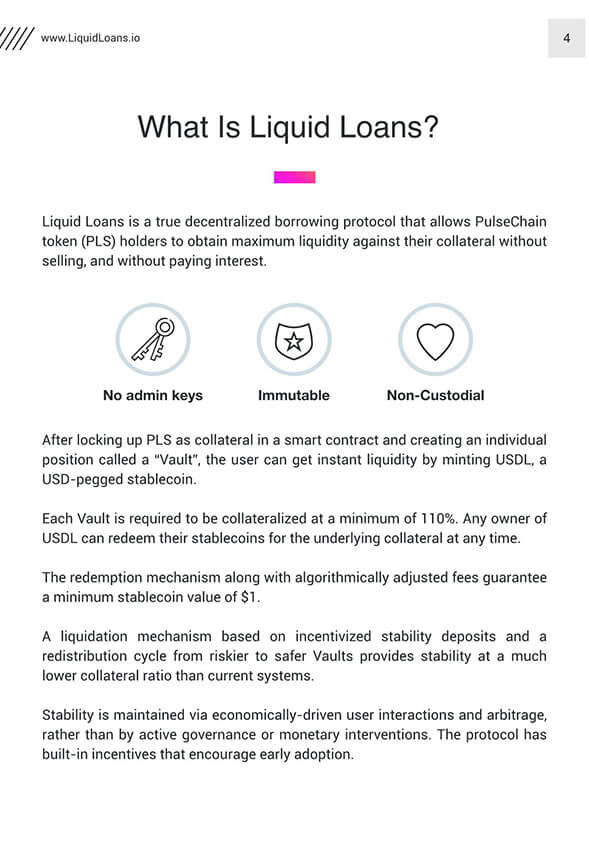 www.LiquidLoans.io
4
What Is Liquid Loans?
Liquid Loans is a true decentralized borrowing protocol that allows PulseChain
token (PLS) holders to obtain maximum liquidity against their collateral without
selling, and without paying interest.
No admin keys
Immutable
Non-Custodial
After locking up PLS as collateral in a smart contract and creating an individual
position called a “Vault”, the user can get instant liquidity by minting USDL, a
USD-pegged stablecoin.
Each Vault is required to be collateralized at a minimum of 110%. Any owner of
USDL can redeem their stablecoins for the underlying collateral at any time.
The redemption mechanism along with algorithmically adjusted fees guarantee
a minimum stablecoin value of $1.
A liquidation mechanism based on incentivized stability deposits and a
redistribution cycle from riskier to safer Vaults provides stability at a much
lower collateral ratio than current systems.
Stability is maintained via economically-driven user interactions and arbitrage,
rather than by active governance or monetary interventions. The protocol has
built-in incentives that encourage early adoption.